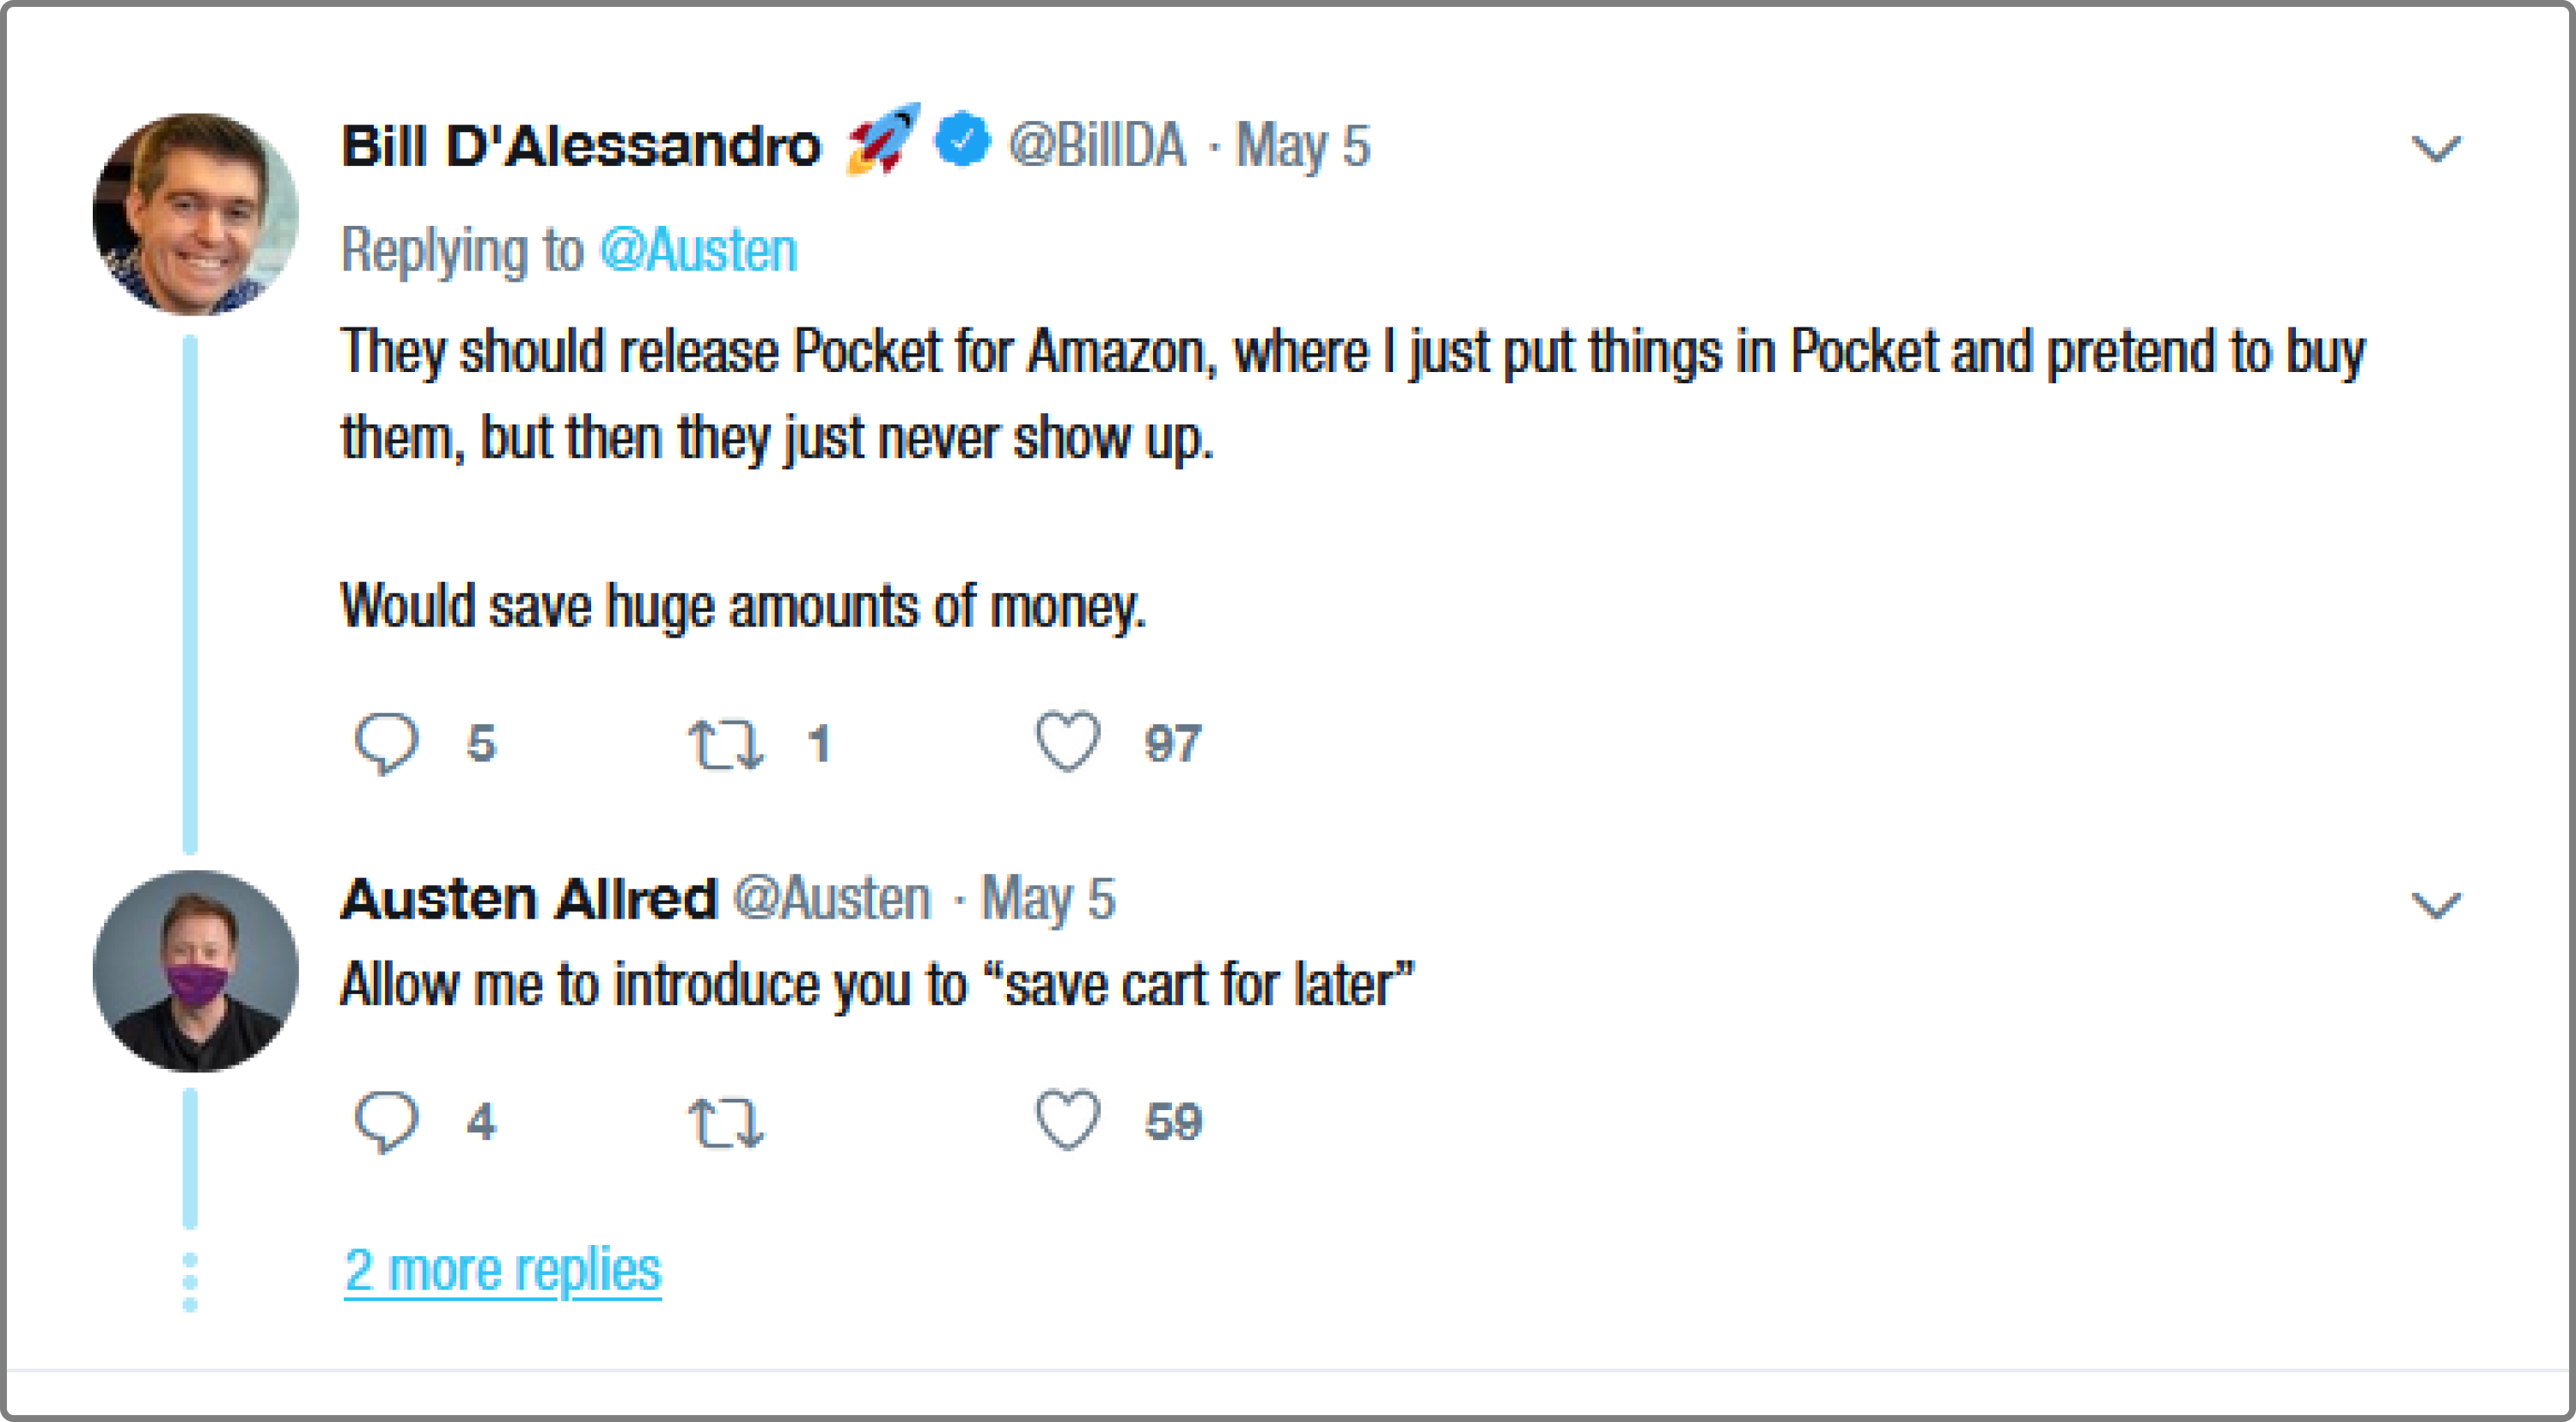 Bill D'Alessandro 🚀 @BillDA · May 5
Replying to @Austen
They should release Pocket for Amazon, where I just put things in Pocket and pretend to buy
them, but then they just never show up.
Would save huge amounts of money.
5 1 97
Austen Allred @Austen · May 5
Allow me to introduce you to “save cart for later”
4 59
2 more replies